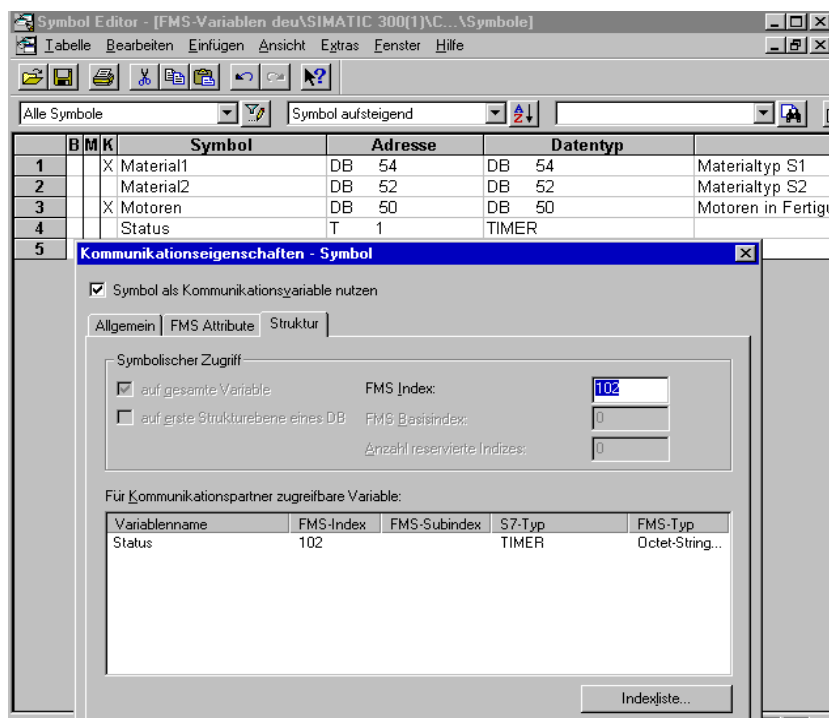 Symbol Editor - [FMS-Variablen deu\SIMATIC 300(1)\C...\Symbole]
Tabelle Bearbeiten Einfügen Ansicht Extras Fenster Hilfe
Alle Symbole Symbol aufsteigend
B M K Symbol Adresse Datentyp
1 X Material1 DB 54 DB 54 Materialtyp S1
2 Material2 DB 52 DB 52 Materialtyp S2
3 X Motoren DB 50 DB 50 Motoren in Fertigu
4 Status T 1 TIMER
5
Kommunikationseigenschaften - Symbol
Symbol als Kommunikationsvariable nutzen
Allgemein FMS Attribute Struktur
Symbolischer Zugriff
auf gesamte Variable FMS Index: 102
auf erste Strukturebene eines DB FMS Basisindex: 0
Anzahl reservierte Indizes: 0
Für Kommunikationspartner zugreifbare Variable:
Variablenname FMS-Index FMS-Subindex S7-Typ FMS-Typ
Status 102 TIMER Octet-String...
Indexliste...